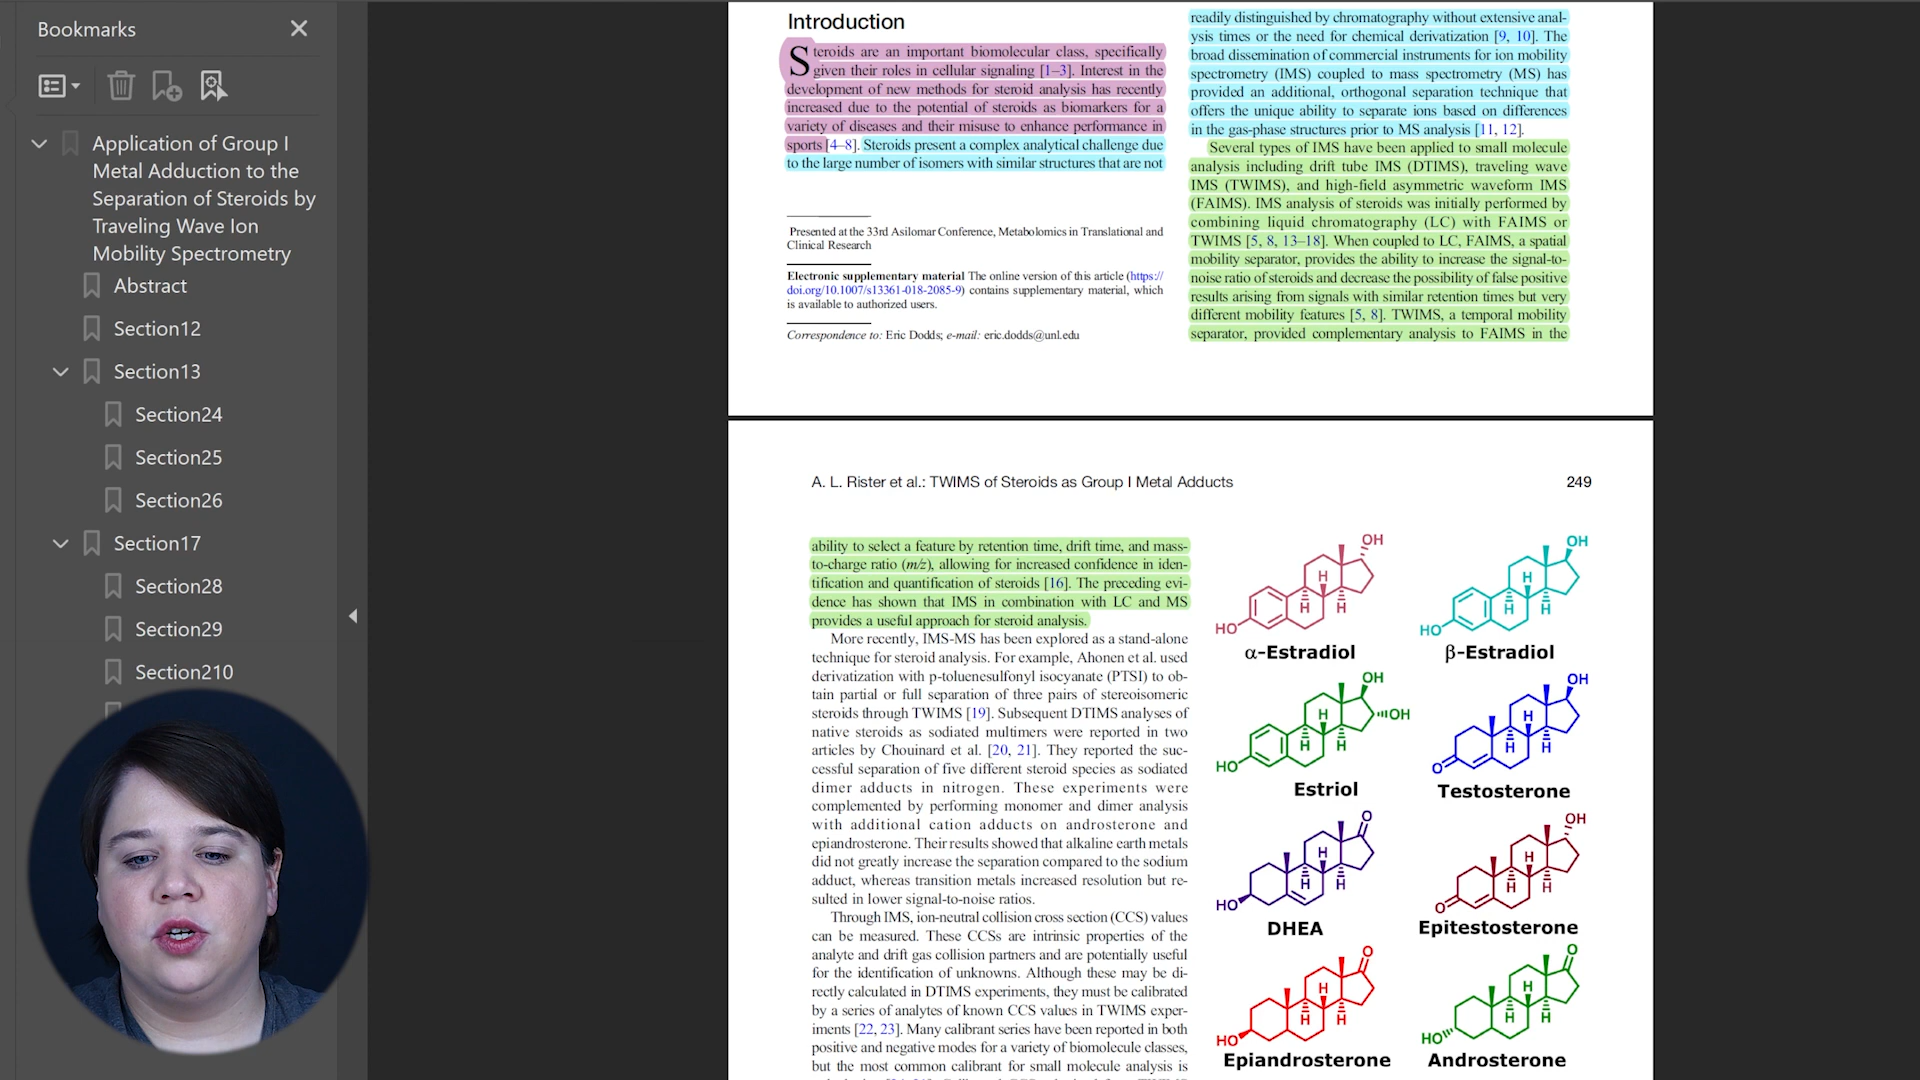 Bookmarks
Application of Group I
Metal Adduction to the
Separation of Steroids by
Traveling Wave Ion
Mobility Spectrometry
Abstract
Section12
Section13
Section24
Section25
Section26
Section17
Section28
Section29
Section210
Introduction
Steroids are an important biomolecular class, specifically
given their roles in cellular signaling [1–3]. Interest in the
development of new methods for steroid analysis has recently
increased due to the potential of steroids as biomarkers for a
variety of diseases and their misuse to enhance performance in
sports [4–8]. Steroids present a complex analytical challenge due
to the large number of isomers with similar structures that are not
Presented at the 33rd Asilomar Conference, Metabolomics in Translational and
Clinical Research
Electronic supplementary material The online version of this article (https://
doi.org/10.1007/s13361-018-2085-9) contains supplementary material, which
is available to authorized users.
Correspondence to: Eric Dodds; e-mail: eric.dodds@unl.edu
readily distinguished by chromatography without extensive anal-
ysis times or the need for chemical derivatization [9, 10]. The
broad dissemination of commercial instruments for ion mobility
spectrometry (IMS) coupled to mass spectrometry (MS) has
provided an additional, orthogonal separation technique that
offers the unique ability to separate ions based on differences
in the gas-phase structures prior to MS analysis [11, 12].
Several types of IMS have been applied to small molecule
analysis including drift tube IMS (DTIMS), traveling wave
IMS (TWIMS), and high-field asymmetric waveform IMS
(FAIMS). IMS analysis of steroids was initially performed by
combining liquid chromatography (LC) with FAIMS or
TWIMS [5, 8, 13–18]. When coupled to LC, FAIMS, a spatial
mobility separator, provides the ability to increase the signal-to-
noise ratio of steroids and decrease the possibility of false positive
results arising from signals with similar retention times but very
different mobility features [5, 8]. TWIMS, a temporal mobility
separator, provided complementary analysis to FAIMS in the
A. L. Rister et al.: TWIMS of Steroids as Group I Metal Adducts
249
ability to select a feature by retention time, drift time, and mass-
to-charge ratio (m/z), allowing for increased confidence in iden-
tification and quantification of steroids [16]. The preceding evi-
dence has shown that IMS in combination with LC and MS
provides a useful approach for steroid analysis.
More recently, IMS-MS has been explored as a stand-alone
technique for steroid analysis. For example, Ahonen et al. used
derivatization with p-toluenesulfonyl isocyanate (PTSI) to ob-
tain partial or full separation of three pairs of stereoisomeric
steroids through TWIMS [19]. Subsequent DTIMS analyses of
native steroids as sodiated multimers were reported in two
articles by Chouinard et al. [20, 21]. They reported the suc-
cessful separation of five different steroid species as sodiated
dimer adducts in nitrogen. These experiments were
complemented by performing monomer and dimer analysis
with additional cation adducts on androsterone and
epiandrosterone. Their results showed that alkaline earth metals
did not greatly increase the separation compared to the sodium
adduct, whereas transition metals increased resolution but re-
sulted in lower signal-to-noise ratios.
Through IMS, ion-neutral collision cross section (CCS) values
can be measured. These CCSs are intrinsic properties of the
analyte and drift gas collision partners and are potentially useful
for the identification of unknowns. Although these may be di-
rectly calculated in DTIMS experiments, they must be calibrated
by a series of analytes of known CCS values in TWIMS exper-
iments [22, 23]. Many calibrant series have been reported in both
positive and negative modes for a variety of biomolecule classes,
but the most common calibrant for small molecule analysis is
OH
H
H
H
HO
α-Estradiol
OH
H
H
H
HO
β-Estradiol
OH
OH
H
H
H
HO
Estriol
OH
H
H
H
O
Testosterone
O
H
H
H
HO
DHEA
OH
H
H
H
O
Epitestosterone
O
H
H
H
HO
Epiandrosterone
O
H
H
H
HO
Androsterone